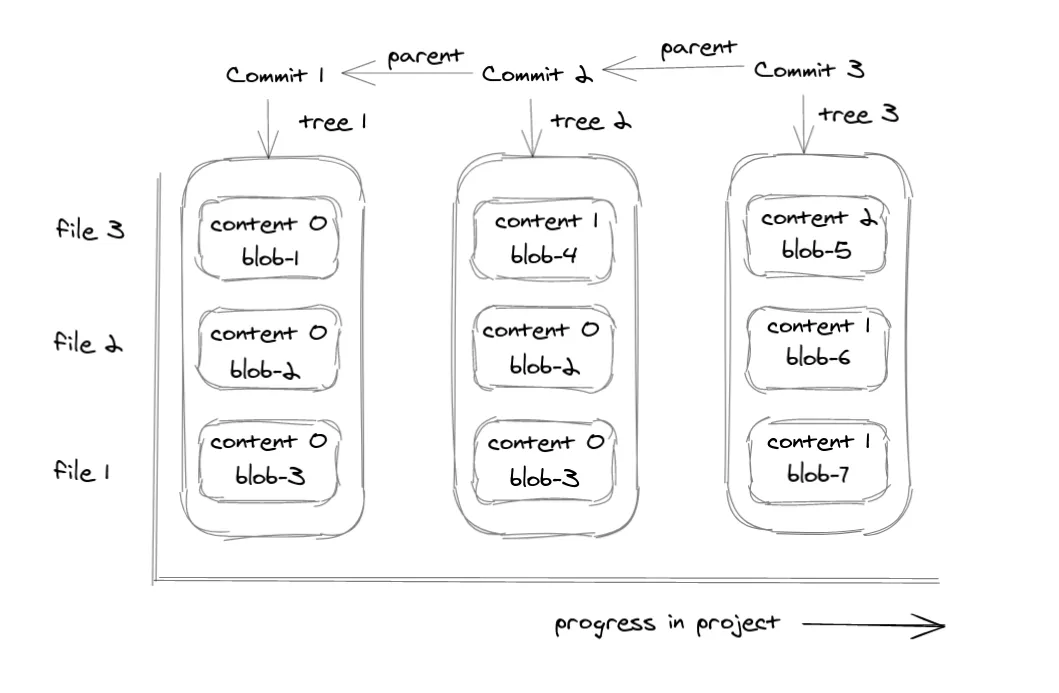 Commit 1
parent
Commit 2
parent
Commit 3
tree 1
tree 2
tree 3
file 3
content 0
blob-1
content 1
blob-4
content 2
blob-5
file 2
content 0
blob-2
content 0
blob-2
content 1
blob-6
file 1
content 0
blob-3
content 0
blob-3
content 1
blob-7
progress in project